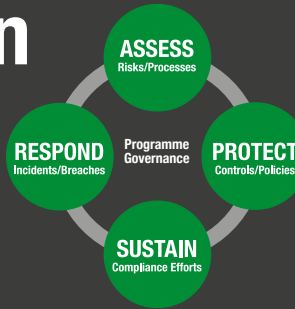 n
ASSESS
Risks/Processes
RESPOND
Incidents/Breaches
Programme
Governance
PROTECT
Controls/Policies
SUSTAIN
Compliance Efforts